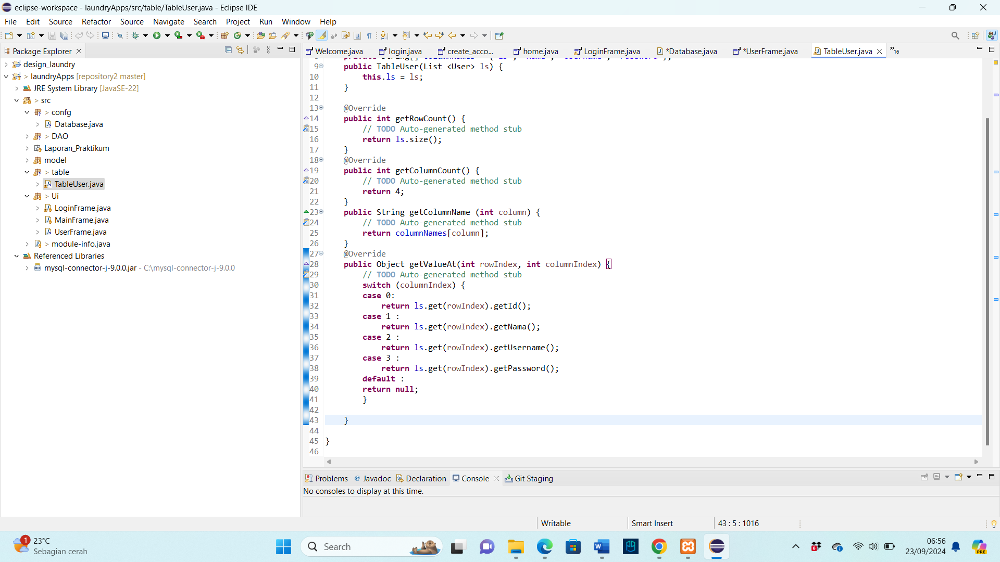 eclipse-workspace - laundryApps/src/table/TableUser.java - Eclipse IDE
File Edit Source Refactor Source Navigate Search Project Run Window Help
Package Explorer
design_laundry
> laundryApps [repository2 master]
JRE System Library [JavaSE-22]
> src
> confg
Database.java
> DAO
Laporan_Praktikum
model
> table
TableUser.java
> Ui
LoginFrame.java
MainFrame.java
UserFrame.java
> module-info.java
Referenced Libraries
mysql-connector-j-9.0.0.jar - C:\mysql-connector-j-9.0.0
Welcome.java login.java create_acco... home.java LoginFrame.java *Database.java *UserFrame.java TableUser.java »16
9 public TableUser(List <User> ls) {
10 this.ls = ls;
11 }
12
13 @Override
14 public int getRowCount() {
15 // TODO Auto-generated method stub
16 return ls.size();
17 }
18 @Override
19 public int getColumnCount() {
20 // TODO Auto-generated method stub
21 return 4;
22 }
23 public String getColumnName (int column) {
24 // TODO Auto-generated method stub
25 return columnNames[column];
26 }
27 @Override
28 public Object getValueAt(int rowIndex, int columnIndex) {
29 // TODO Auto-generated method stub
30 switch (columnIndex) {
31 case 0:
32 return ls.get(rowIndex).getId();
33 case 1 :
34 return ls.get(rowIndex).getNama();
35 case 2 :
36 return ls.get(rowIndex).getUsername();
37 case 3 :
38 return ls.get(rowIndex).getPassword();
39 default :
40 return null;
41 }
42
43 }
44
45 }
46
Problems Javadoc Declaration Console Git Staging
No consoles to display at this time.
Writable Smart Insert 43 : 5 : 1016
1
23°C
Sebagian cerah
Search
06:56
23/09/2024
PRE